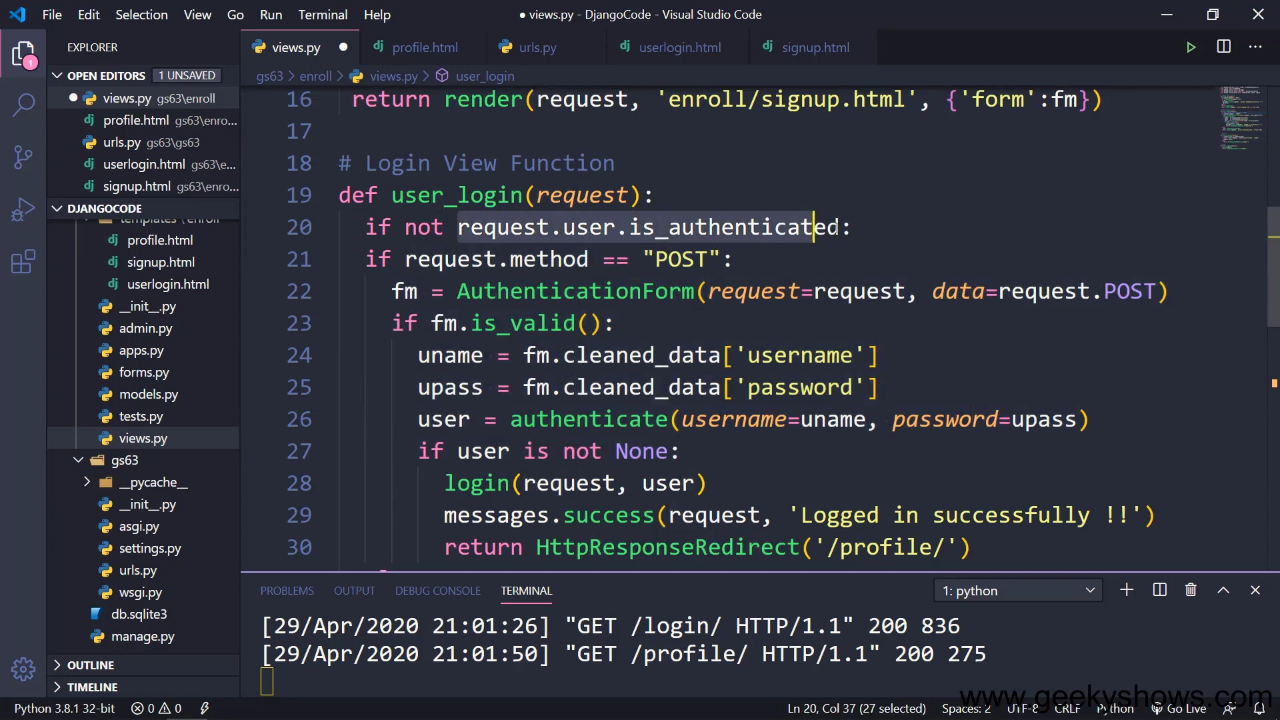 File Edit Selection View Go Run Terminal Help
● views.py - DjangoCode - Visual Studio Code
EXPLORER
OPEN EDITORS 1 UNSAVED
views.py gs63\enroll
profile.html gs63\enro...
urls.py gs63\gs63
userlogin.html gs63\e...
signup.html gs63\enro...
DJANGOCODE
templates \ enroll
profile.html
signup.html
userlogin.html
__init__.py
admin.py
apps.py
forms.py
models.py
tests.py
views.py
gs63
__pycache__
__init__.py
asgi.py
settings.py
urls.py
wsgi.py
db.sqlite3
manage.py
OUTLINE
TIMELINE
1
views.py profile.html urls.py userlogin.html signup.html
gs63 > enroll > views.py > user_login
16 return render(request, 'enroll/signup.html', {'form':fm})
17
18 # Login View Function
19 def user_login(request):
20 if not request.user.is_authenticated:
21 if request.method == "POST":
22 fm = AuthenticationForm(request=request, data=request.POST)
23 if fm.is_valid():
24 uname = fm.cleaned_data['username']
25 upass = fm.cleaned_data['password']
26 user = authenticate(username=uname, password=upass)
27 if user is not None:
28 login(request, user)
29 messages.success(request, 'Logged in successfully !!')
30 return HttpResponseRedirect('/profile/')
PROBLEMS OUTPUT DEBUG CONSOLE TERMINAL 1: python
[29/Apr/2020 21:01:26] "GET /login/ HTTP/1.1" 200 836
[29/Apr/2020 21:01:50] "GET /profile/ HTTP/1.1" 200 275
www.geekyshows.com
Python 3.8.1 32-bit 0 0 Ln 20, Col 37 (27 selected) Spaces: 2 UTF-8 CRLF Python Go Live